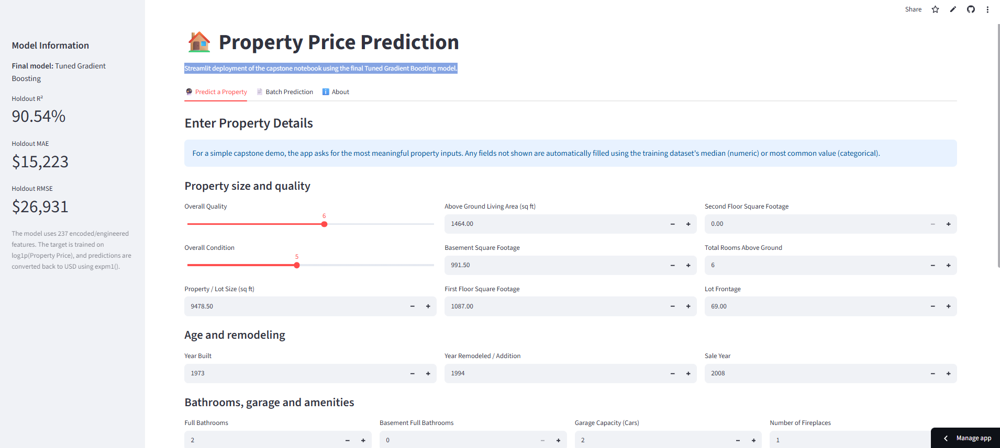 Share
Model Information
Final model: Tuned Gradient
Boosting
Holdout R²
90.54%
Holdout MAE
$15,223
Holdout RMSE
$26,931
The model uses 237 encoded/engineered
features. The target is trained on
log1p(Property Price), and predictions are
converted back to USD using expm1().
Property Price Prediction
Streamlit deployment of the capstone notebook using the final Tuned Gradient Boosting model.
Predict a Property Batch Prediction About
Enter Property Details
For a simple capstone demo, the app asks for the most meaningful property inputs. Any fields not shown are automatically filled using the training dataset's median (numeric) or most common value (categorical).
Property size and quality
Overall Quality Above Ground Living Area (sq ft) Second Floor Square Footage
6 1464.00 0.00
Overall Condition Basement Square Footage Total Rooms Above Ground
5 991.50 6
Property / Lot Size (sq ft) First Floor Square Footage Lot Frontage
9478.50 1087.00 69.00
Age and remodeling
Year Built Year Remodeled / Addition Sale Year
1973 1994 2008
Bathrooms, garage and amenities
Full Bathrooms Basement Full Bathrooms Garage Capacity (Cars) Number of Fireplaces
2 0 2 1
Manage app